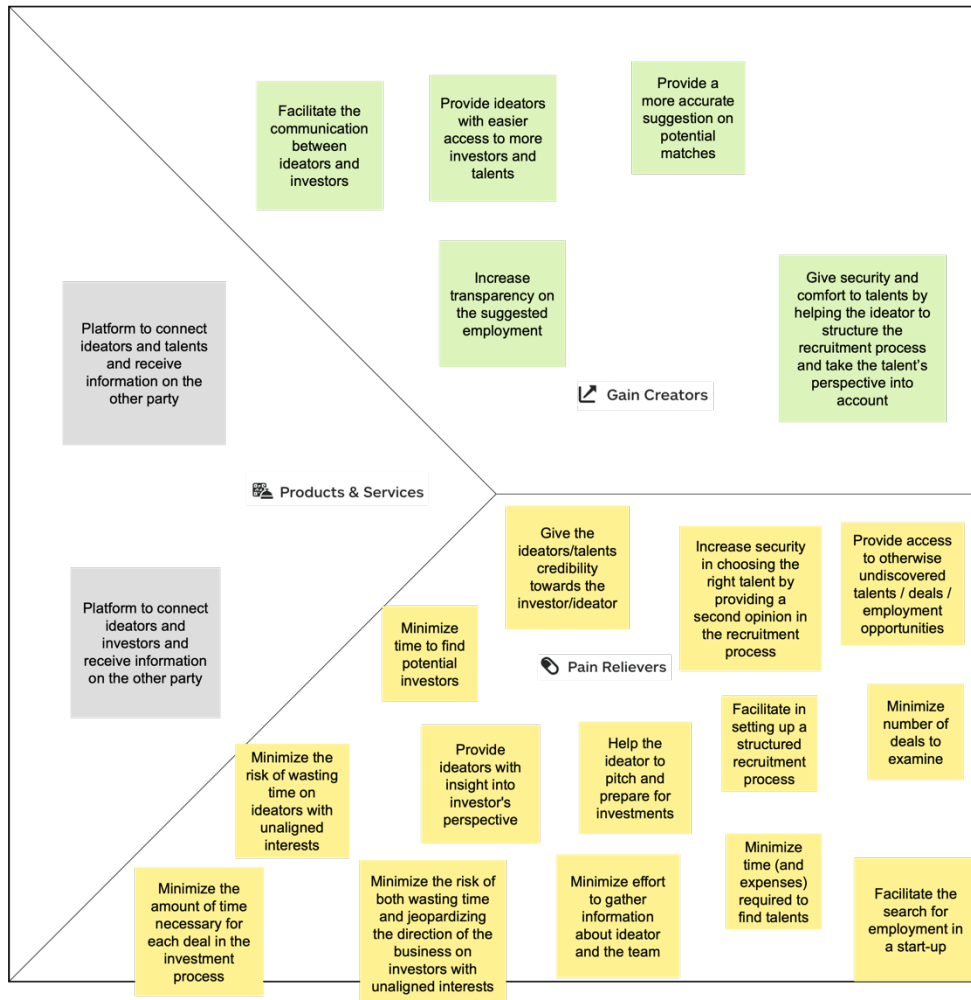 Facilitate the
communication
between
ideators and
investors
Provide ideators
with easier
access to more
investors and
talents
Provide a
more accurate
suggestion on
potential
matches
Increase
transparency on
the suggested
employment
Give security and
comfort to talents by
helping the ideator to
structure the
recruitment process
and take the talent’s
perspective into
account
Gain Creators
Platform to connect
ideators and talents
and receive
information on the
other party
Products & Services
Platform to connect
ideators and
investors and
receive information
on the other party
Give the
ideators/talents
credibility
towards the
investor/ideator
Increase security
in choosing the
right talent by
providing a
second opinion in
the recruitment
process
Provide access
to otherwise
undiscovered
talents / deals /
employment
opportunities
Minimize
time to find
potential
investors
Pain Relievers
Minimize the
risk of wasting
time on
ideators with
unaligned
interests
Provide
ideators with
insight into
investor's
perspective
Help the
ideator to
pitch and
prepare for
investments
Facilitate in
setting up a
structured
recruitment
process
Minimize
number of
deals to
examine
Minimize the
amount of time
necessary for
each deal in the
investment
process
Minimize the risk of
both wasting time
and jeopardizing
the direction of the
business on
investors with
unaligned interests
Minimize effort
to gather
information
about ideator
and the team
Minimize
time (and
expenses)
required to
find talents
Facilitate the
search for
employment in
a start-up